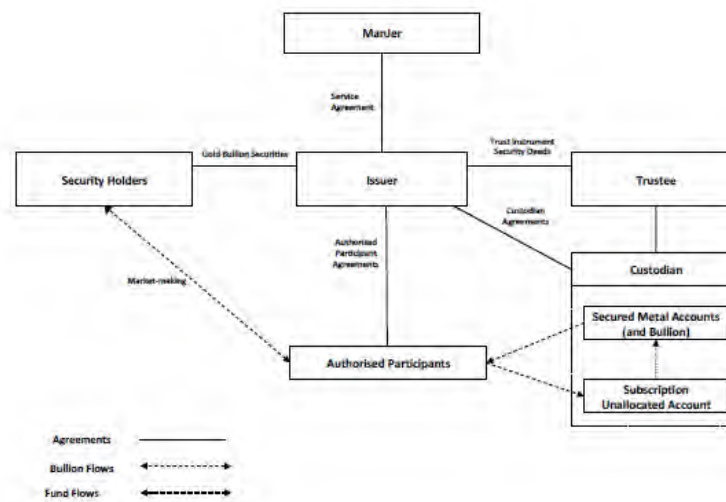 ManJer
Service
Agreement
Gold Bullion Securities
Trust Instrument
Security Deeds
Security Holders
Issuer
Trustee
Custodian
Agreements
Authorised
Participant
Agreements
Market-making
Custodian
Secured Metal Accounts
(and Bullion)
Authorised Participants
Subscription
Unallocated Account
Agreements
Bullion Flows
Fund Flows